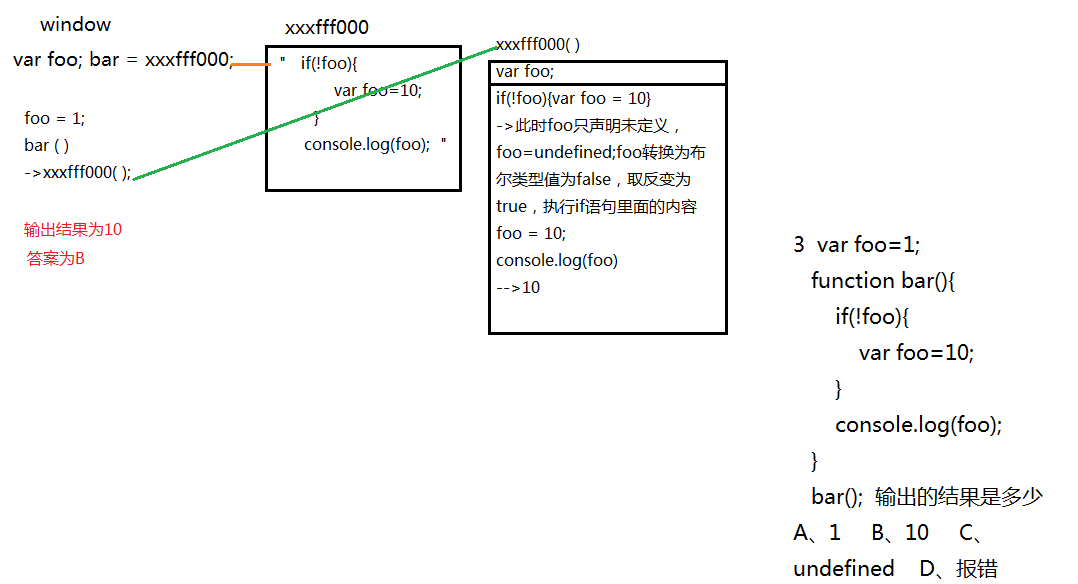 window
var foo; bar = xxxfff000;
foo = 1;
bar ( )
->xxxfff000( );
输出结果为10
答案为B
xxxfff000
" if(!foo){
var foo=10;
}
console.log(foo); "
xxxfff000( )
var foo;
if(!foo){var foo = 10}
->此时foo只声明未定义，
foo=undefined;foo转换为布
尔类型值为false，取反变为
true，执行if语句里面的内容
foo = 10;
console.log(foo)
-->10
3 var foo=1;
function bar(){
if(!foo){
var foo=10;
}
console.log(foo);
}
bar(); 输出的结果是多少
A、1 B、10 C、
undefined D、报错